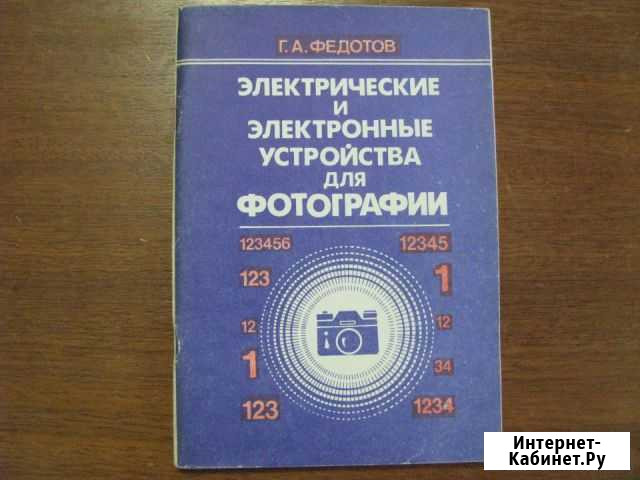 Г.А.ФЕДОТОВ
ЭЛЕКТРИЧЕСКИЕ
И
ЭЛЕКТРОННЫЕ
УСТРОЙСТВА
ДЛЯ
ФОТОГРАФИИ
123456 12345
123 1
12 12
1 34
123 1234
Интернет-
Кабинет.Ру